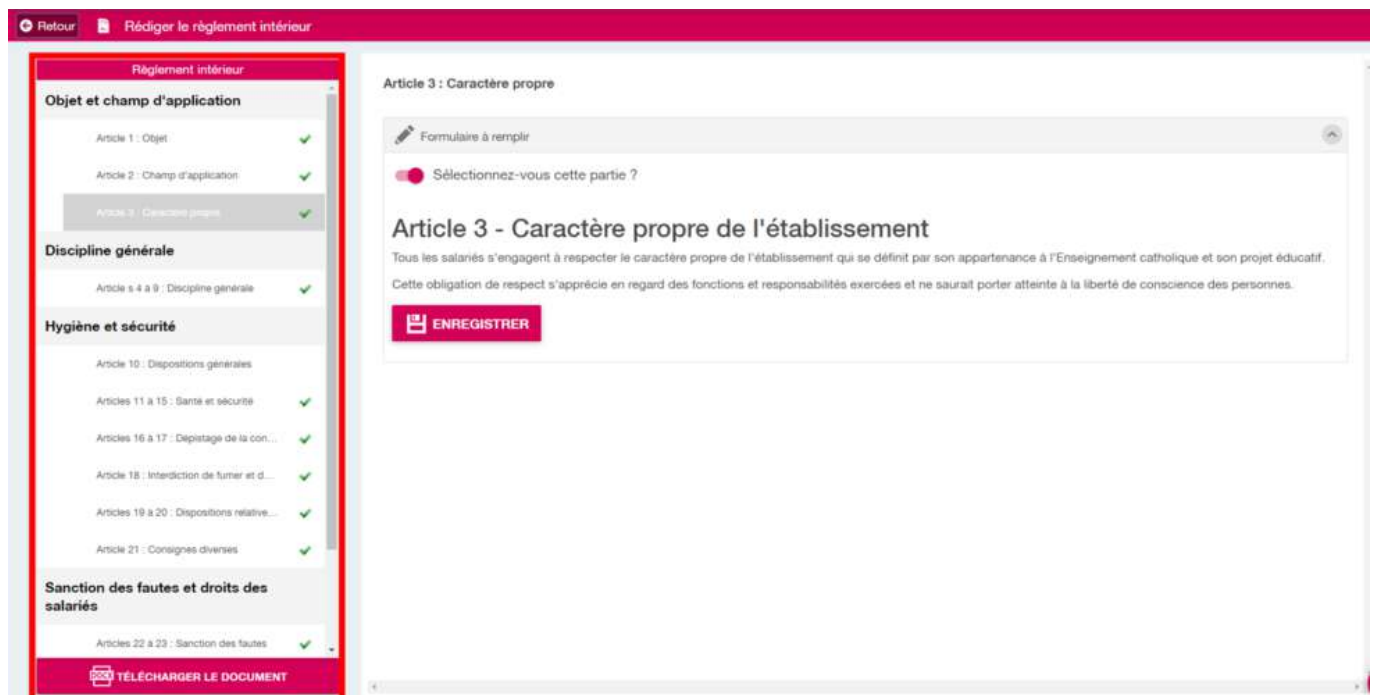 Retour
Rédiger le règlement intérieur
Règlement intérieur
Objet et champ d'application
Article 1 : Objet
Article 2 : Champ d'application
Article 3 : Caractère propre
Discipline générale
Article s 4 à 9 : Discipline générale
Hygiène et sécurité
Article 10 : Dispositions générales
Articles 11 à 15 : Santé et sécurité
Articles 16 à 17 : Dépistage de la con...
Article 18 : Interdiction de fumer et d...
Articles 19 à 20 : Dispositions relative...
Article 21 : Consignes diverses
Sanction des fautes et droits des
salariés
Articles 22 à 23 : Sanction des fautes
DOCX TÉLÉCHARGER LE DOCUMENT
Article 3 : Caractère propre
Formulaire à remplir
Sélectionnez-vous cette partie ?
Article 3 - Caractère propre de l'établissement
Tous les salariés s'engagent à respecter le caractère propre de l'établissement qui se définit par son appartenance à l'Enseignement catholique et son projet éducatif.
Cette obligation de respect s'apprécie en regard des fonctions et responsabilités exercées et ne saurait porter atteinte à la liberté de conscience des personnes.
ENREGISTRER